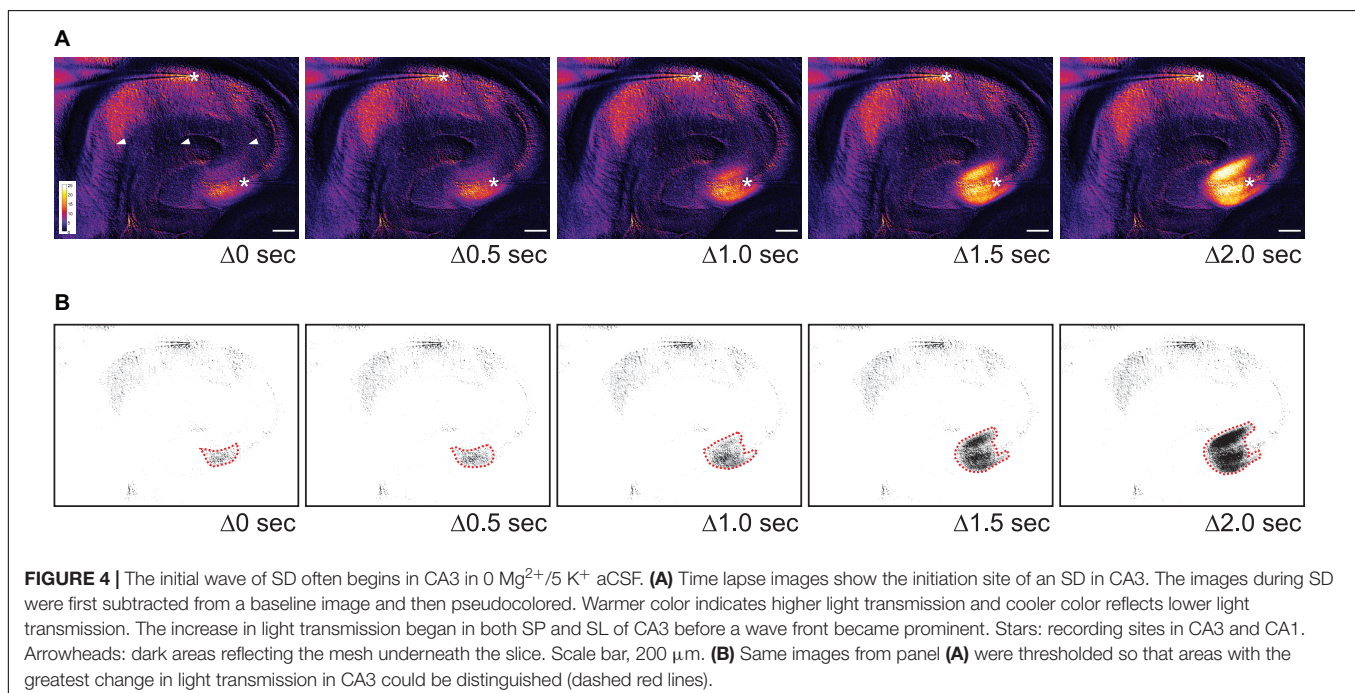 A
* * * * *
* * * * *
Δ0 sec Δ0.5 sec Δ1.0 sec Δ1.5 sec Δ2.0 sec
B
Δ0 sec Δ0.5 sec Δ1.0 sec Δ1.5 sec Δ2.0 sec
FIGURE 4 | The initial wave of SD often begins in CA3 in 0 Mg²⁺/5 K⁺ aCSF. (A) Time lapse images show the initiation site of an SD in CA3. The images during SD
were first subtracted from a baseline image and then pseudocolored. Warmer color indicates higher light transmission and cooler color reflects lower light
transmission. The increase in light transmission began in both SP and SL of CA3 before a wave front became prominent. Stars: recording sites in CA3 and CA1.
Arrowheads: dark areas reflecting the mesh underneath the slice. Scale bar, 200 μm. (B) Same images from panel (A) were thresholded so that areas with the
greatest change in light transmission in CA3 could be distinguished (dashed red lines).